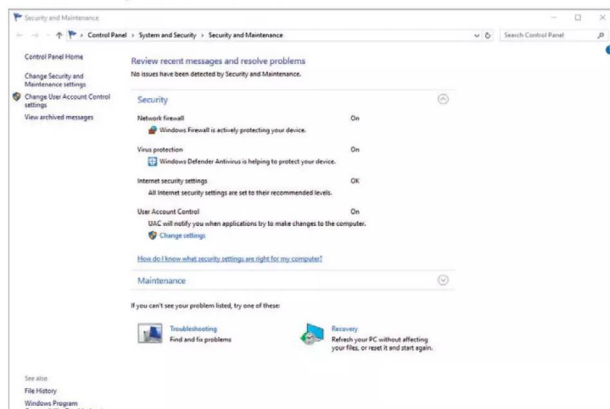 Security and Maintenance
Control Panel › System and Security › Security and Maintenance
Search Control Panel
Control Panel Home
Change Security and
Maintenance settings
Change User Account Control
settings
View archived messages
Review recent messages and resolve problems
No issues have been detected by Security and Maintenance.
Security
Network firewall On
Windows Firewall is actively protecting your device.
Virus protection On
Windows Defender Antivirus is helping to protect your device.
Internet security settings OK
All Internet security settings are set to their recommended levels.
User Account Control On
UAC will notify you when applications try to make changes to the computer.
Change settings
How do I know what security settings are right for my computer?
Maintenance
If you can't see your problem listed, try one of these:
Troubleshooting
Find and fix problems
Recovery
Refresh your PC without affecting
your files, or reset it and start again.
See also
File History
Windows Program